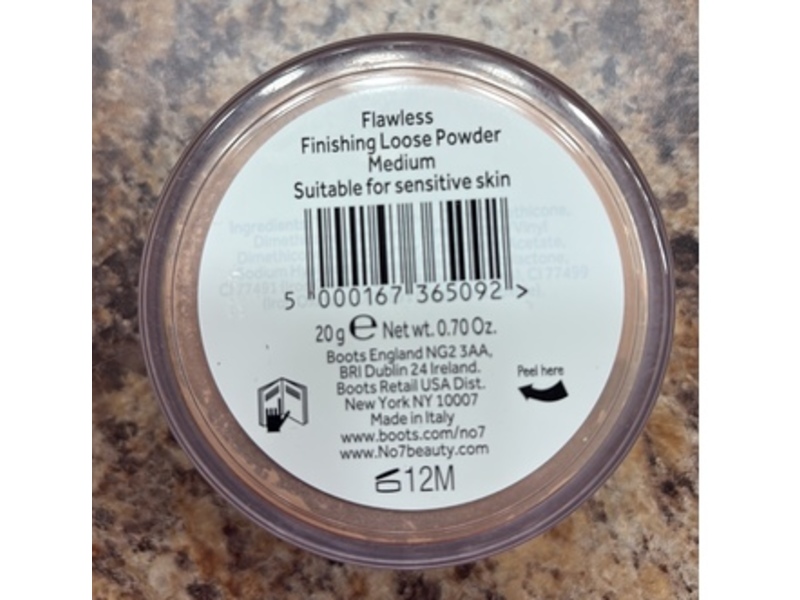 Flawless
Finishing Loose Powder
Medium
Suitable for sensitive skin
5 000167 365092 >
20 g ℮ Net wt. 0.70 Oz.
Boots England NG2 3AA,
BRI Dublin 24 Ireland.
Boots Retail USA Dist.
New York NY 10007
Made in Italy
www.boots.com/no7
www.No7beauty.com
Peel here
12M